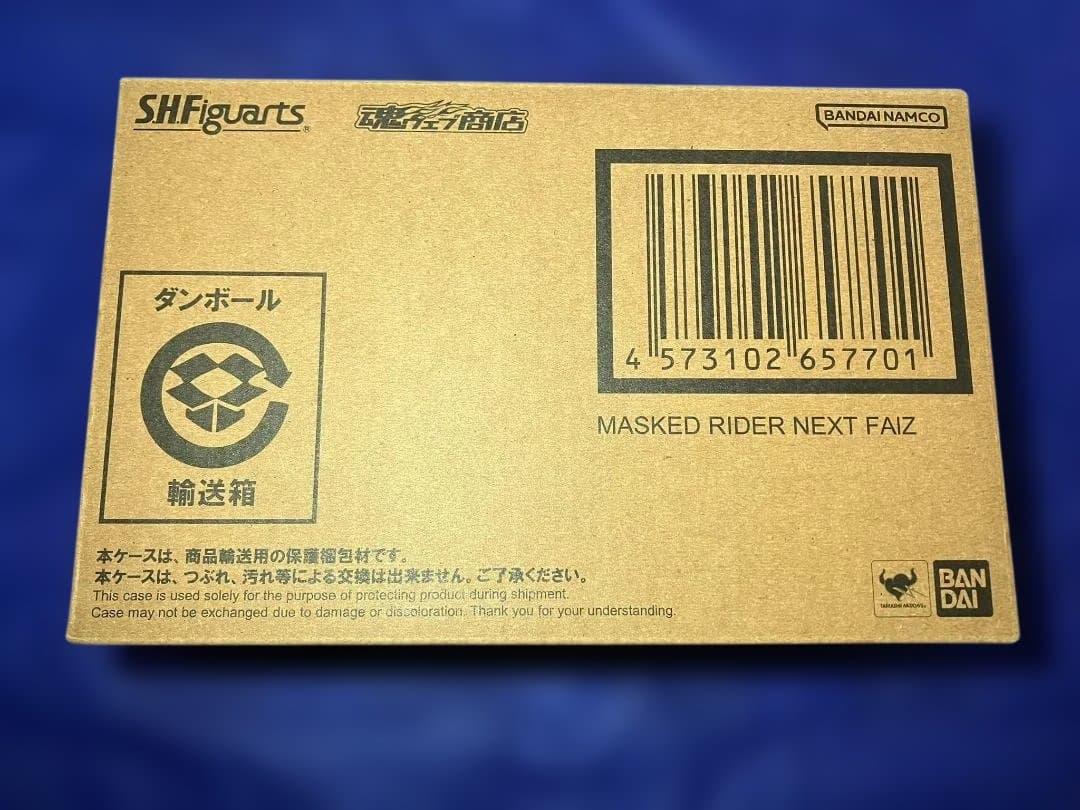 S.H.Figuarts®
魂ウェブ商店
BANDAI NAMCO
4 573102 657701
MASKED RIDER NEXT FAIZ
ダンボール
輸送箱
本ケースは、商品輸送用の保護梱包材です。
本ケースは、つぶれ、汚れ等による交換は出来ません。ご了承ください。
This case is used solely for the purpose of protecting product during shipment.
Case may not be exchanged due to damage or discoloration. Thank you for your understanding.
TAMASHII NATIONS
BAN
DAI